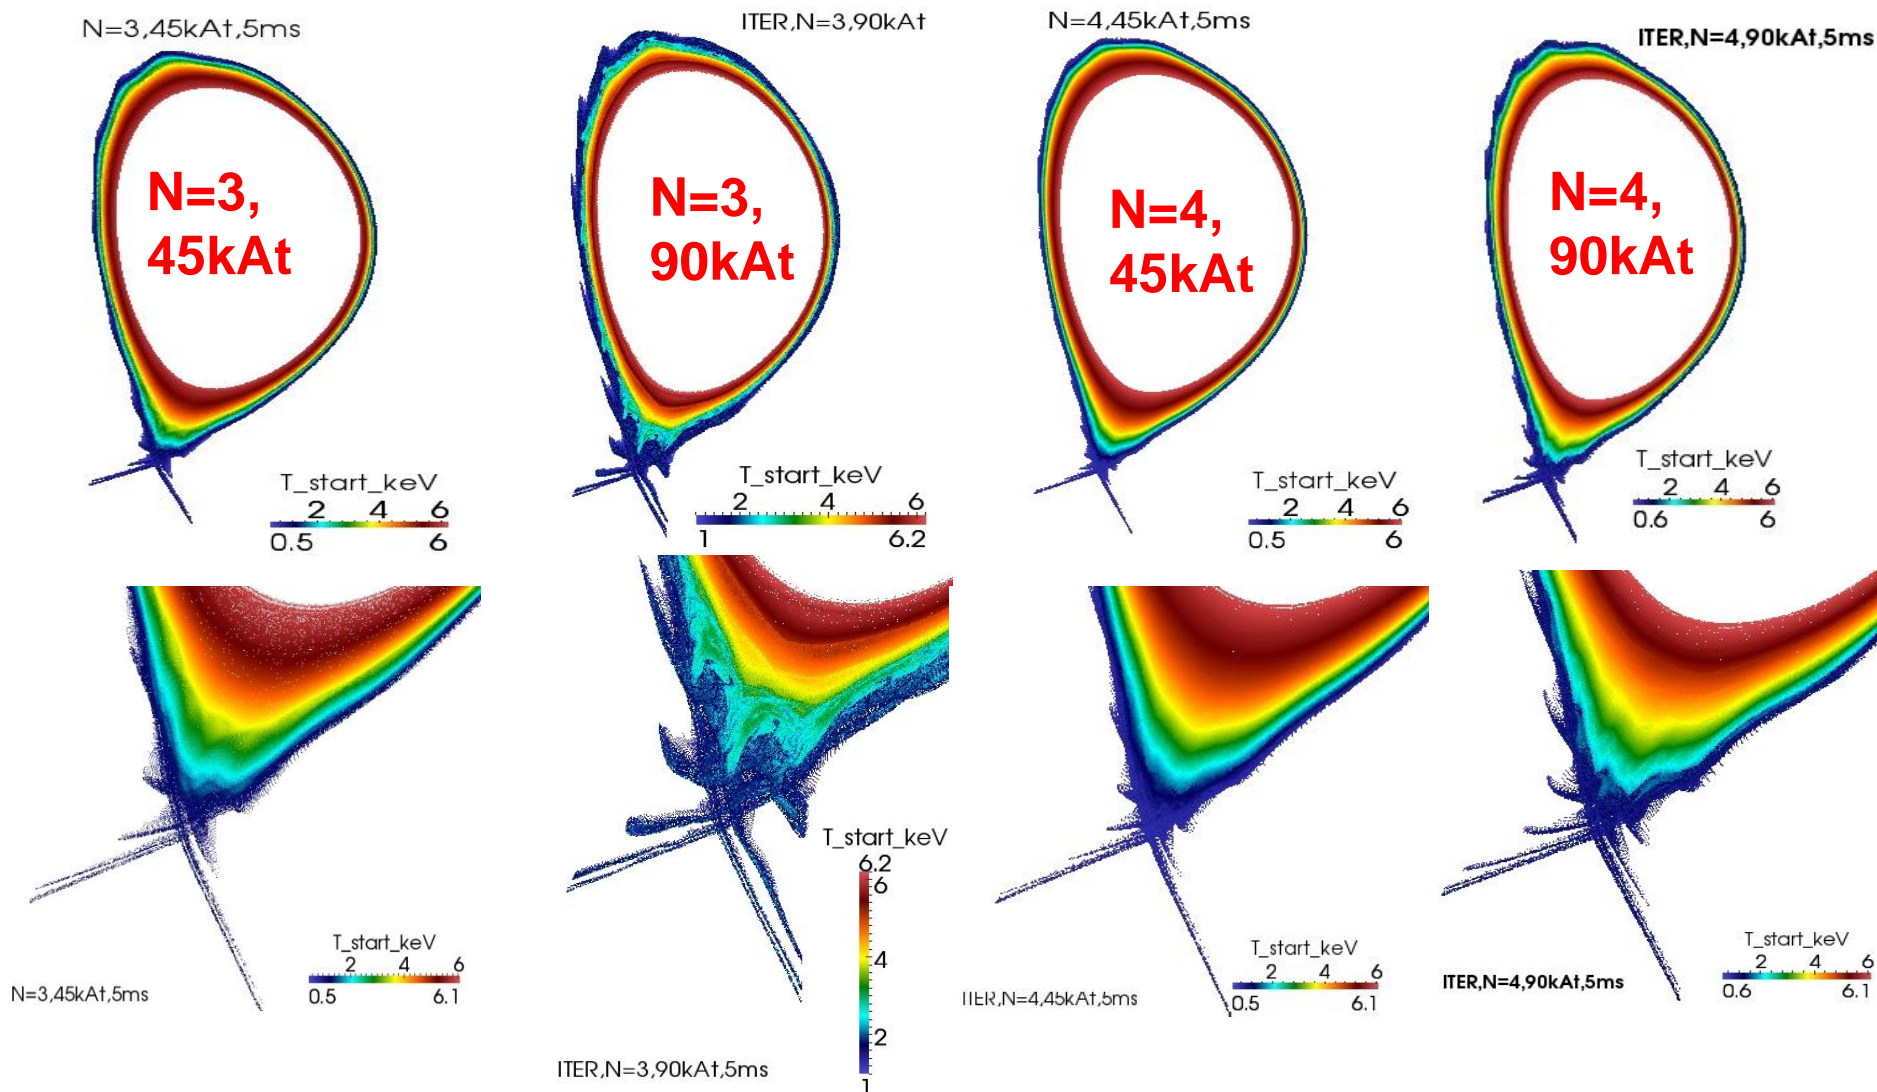 N=3,45kAt,5ms
N=3,
45kAt
T_start_keV
2 4 6
0.5 6
ITER,N=3,90kAt
N=3,
90kAt
T_start_keV
2 4 6
1 6.2
N=4,45kAt,5ms
N=4,
45kAt
T_start_keV
2 4 6
0.5 6
ITER,N=4,90kAt,5ms
N=4,
90kAt
T_start_keV
2 4 6
0.6 6
T_start_keV
2 4 6
0.5 6.1
N=3,45kAt,5ms
T_start_keV
6.2
6
4
2
1
ITER,N=3,90kAt,5ms
T_start_keV
2 4 6
0.5 6.1
ITER,N=4,45kAt,5ms
T_start_keV
2 4 6
0.6 6.1
ITER,N=4,90kAt,5ms